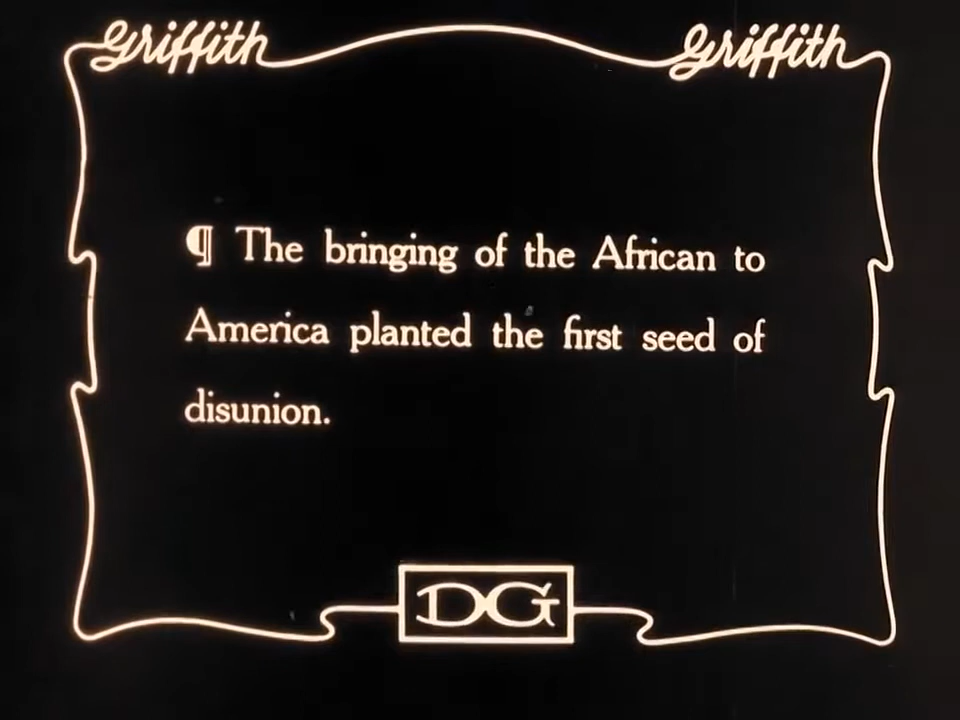 Griffith Griffith
¶ The bringing of the African to
America planted the first seed of
disunion.
DG